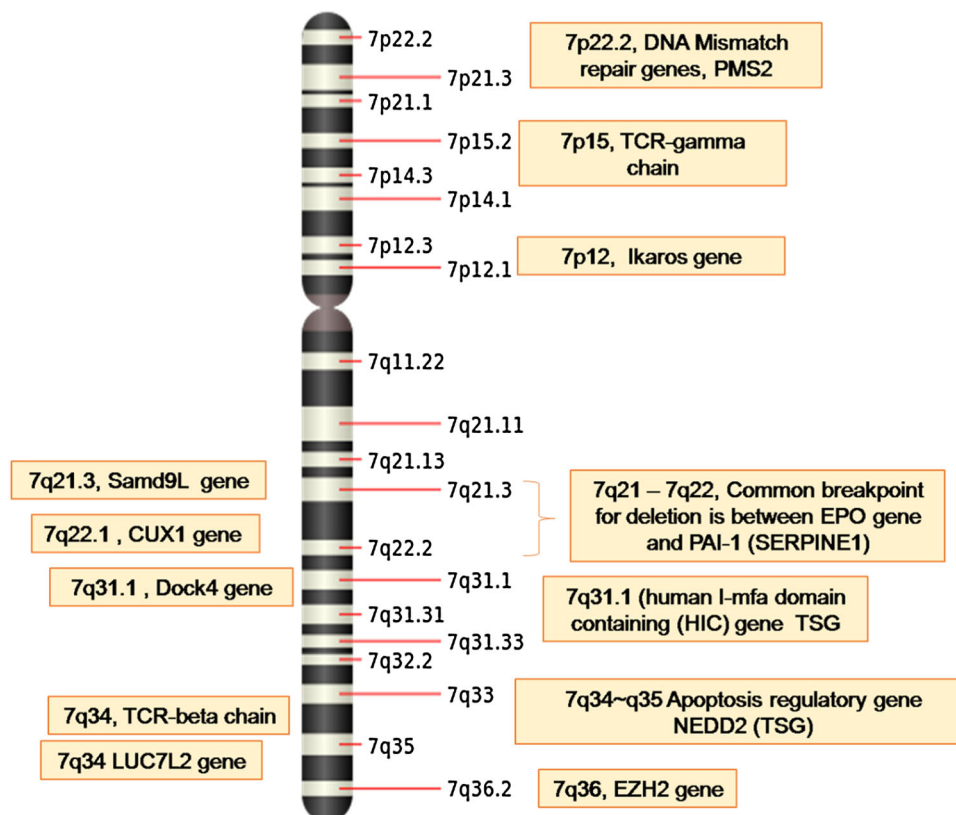 7p22.2
7p21.3
7p21.1
7p15.2
7p14.3
7p14.1
7p12.3
7p12.1
7q11.22
7q21.11
7q21.13
7q21.3
7q22.2
7q31.1
7q31.31
7q31.33
7q32.2
7q33
7q35
7q36.2
7p22.2, DNA Mismatch
repair genes, PMS2
7p15, TCR-gamma
chain
7p12, Ikaros gene
7q21 – 7q22, Common breakpoint
for deletion is between EPO gene
and PAI-1 (SERPINE1)
7q31.1 (human I-mfa domain
containing (HIC) gene TSG
7q34~q35 Apoptosis regulatory gene
NEDD2 (TSG)
7q36, EZH2 gene
7q21.3, Samd9L gene
7q22.1 , CUX1 gene
7q31.1 , Dock4 gene
7q34, TCR-beta chain
7q34 LUC7L2 gene